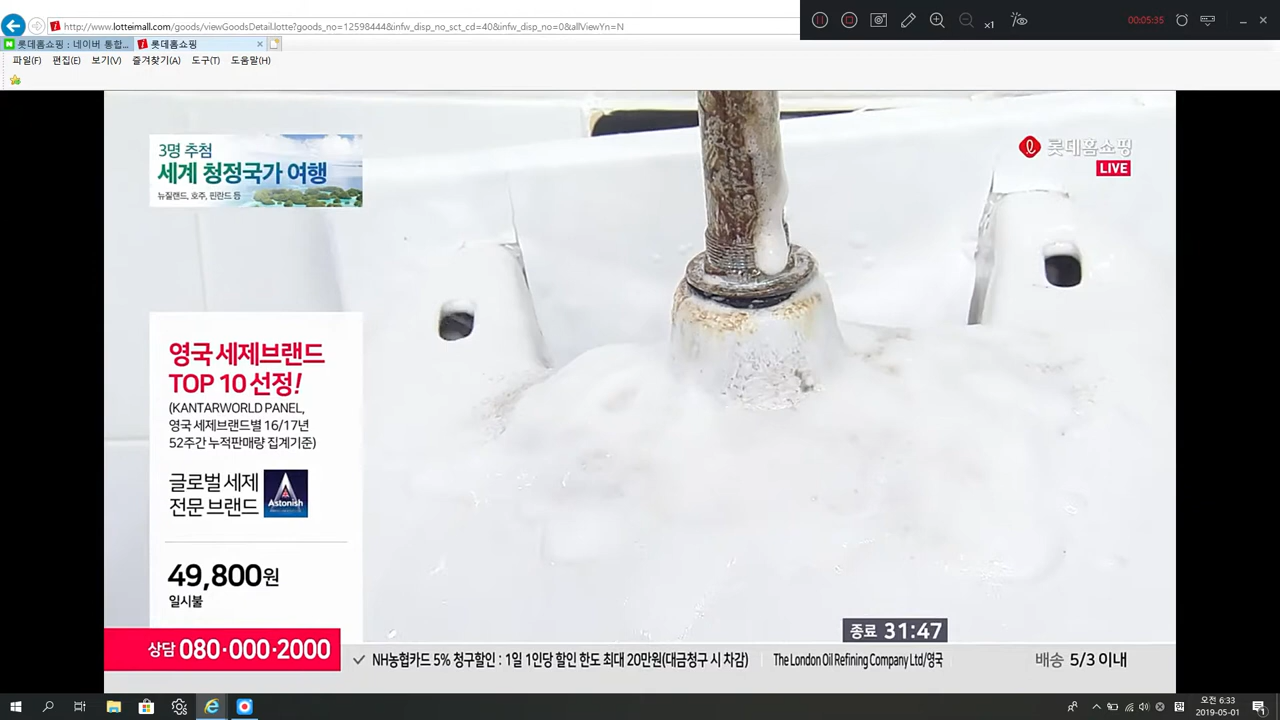 http://www.lotteimall.com/goods/viewGoodsDetail.lotte?goods_no=12598444&infw_disp_no_sct_cd=40&infw_disp_no=0&allViewYn=N
x1
00:05:35
롯데홈쇼핑 : 네이버 통합...
롯데홈쇼핑
파일(F) 편집(E) 보기(V) 즐겨찾기(A) 도구(T) 도움말(H)
3명 추첨
세계 청정국가 여행
뉴질랜드, 호주, 핀란드 등
롯데홈쇼핑
LIVE
영국 세제브랜드
TOP 10 선정!
(KANTARWORLD PANEL,
영국 세제브랜드별 16/17년
52주간 누적판매량 집계기준)
글로벌 세제
전문 브랜드
Astonish
49,800원
일시불
종료 31:47
상담 080·000·2000
NH농협카드 5% 청구할인 : 1일 1인당 할인 한도 최대 20만원(대금청구 시 차감)
The London Oil Refining Company Ltd/영국
배송 5/3 이내
오전 6:33
2019-05-01